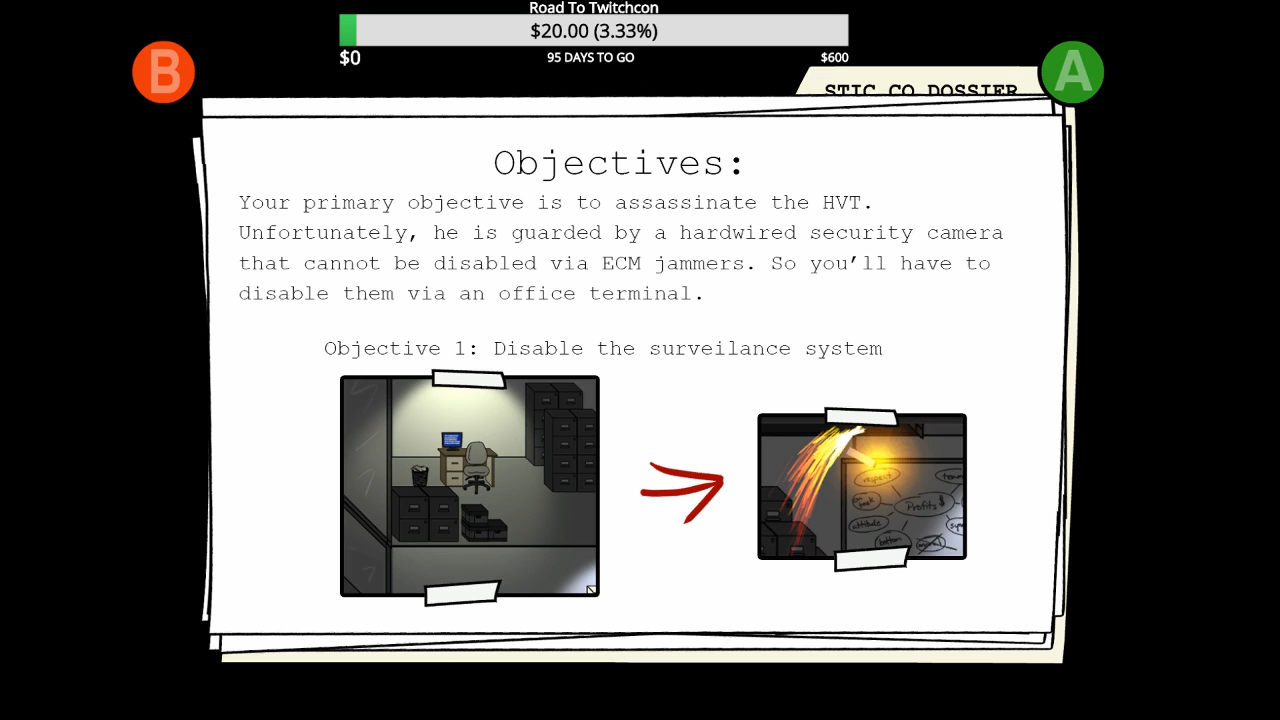 Road To Twitchcon
$20.00 (3.33%)
$0
95 DAYS TO GO
$600
B
A
STIC CO DOSSIER
Objectives:
Your primary objective is to assassinate the HVT.
Unfortunately, he is guarded by a hardwired security camera
that cannot be disabled via ECM jammers. So you'll have to
disable them via an office terminal.
Objective 1: Disable the surveilance system
respect
Profits $
attitude